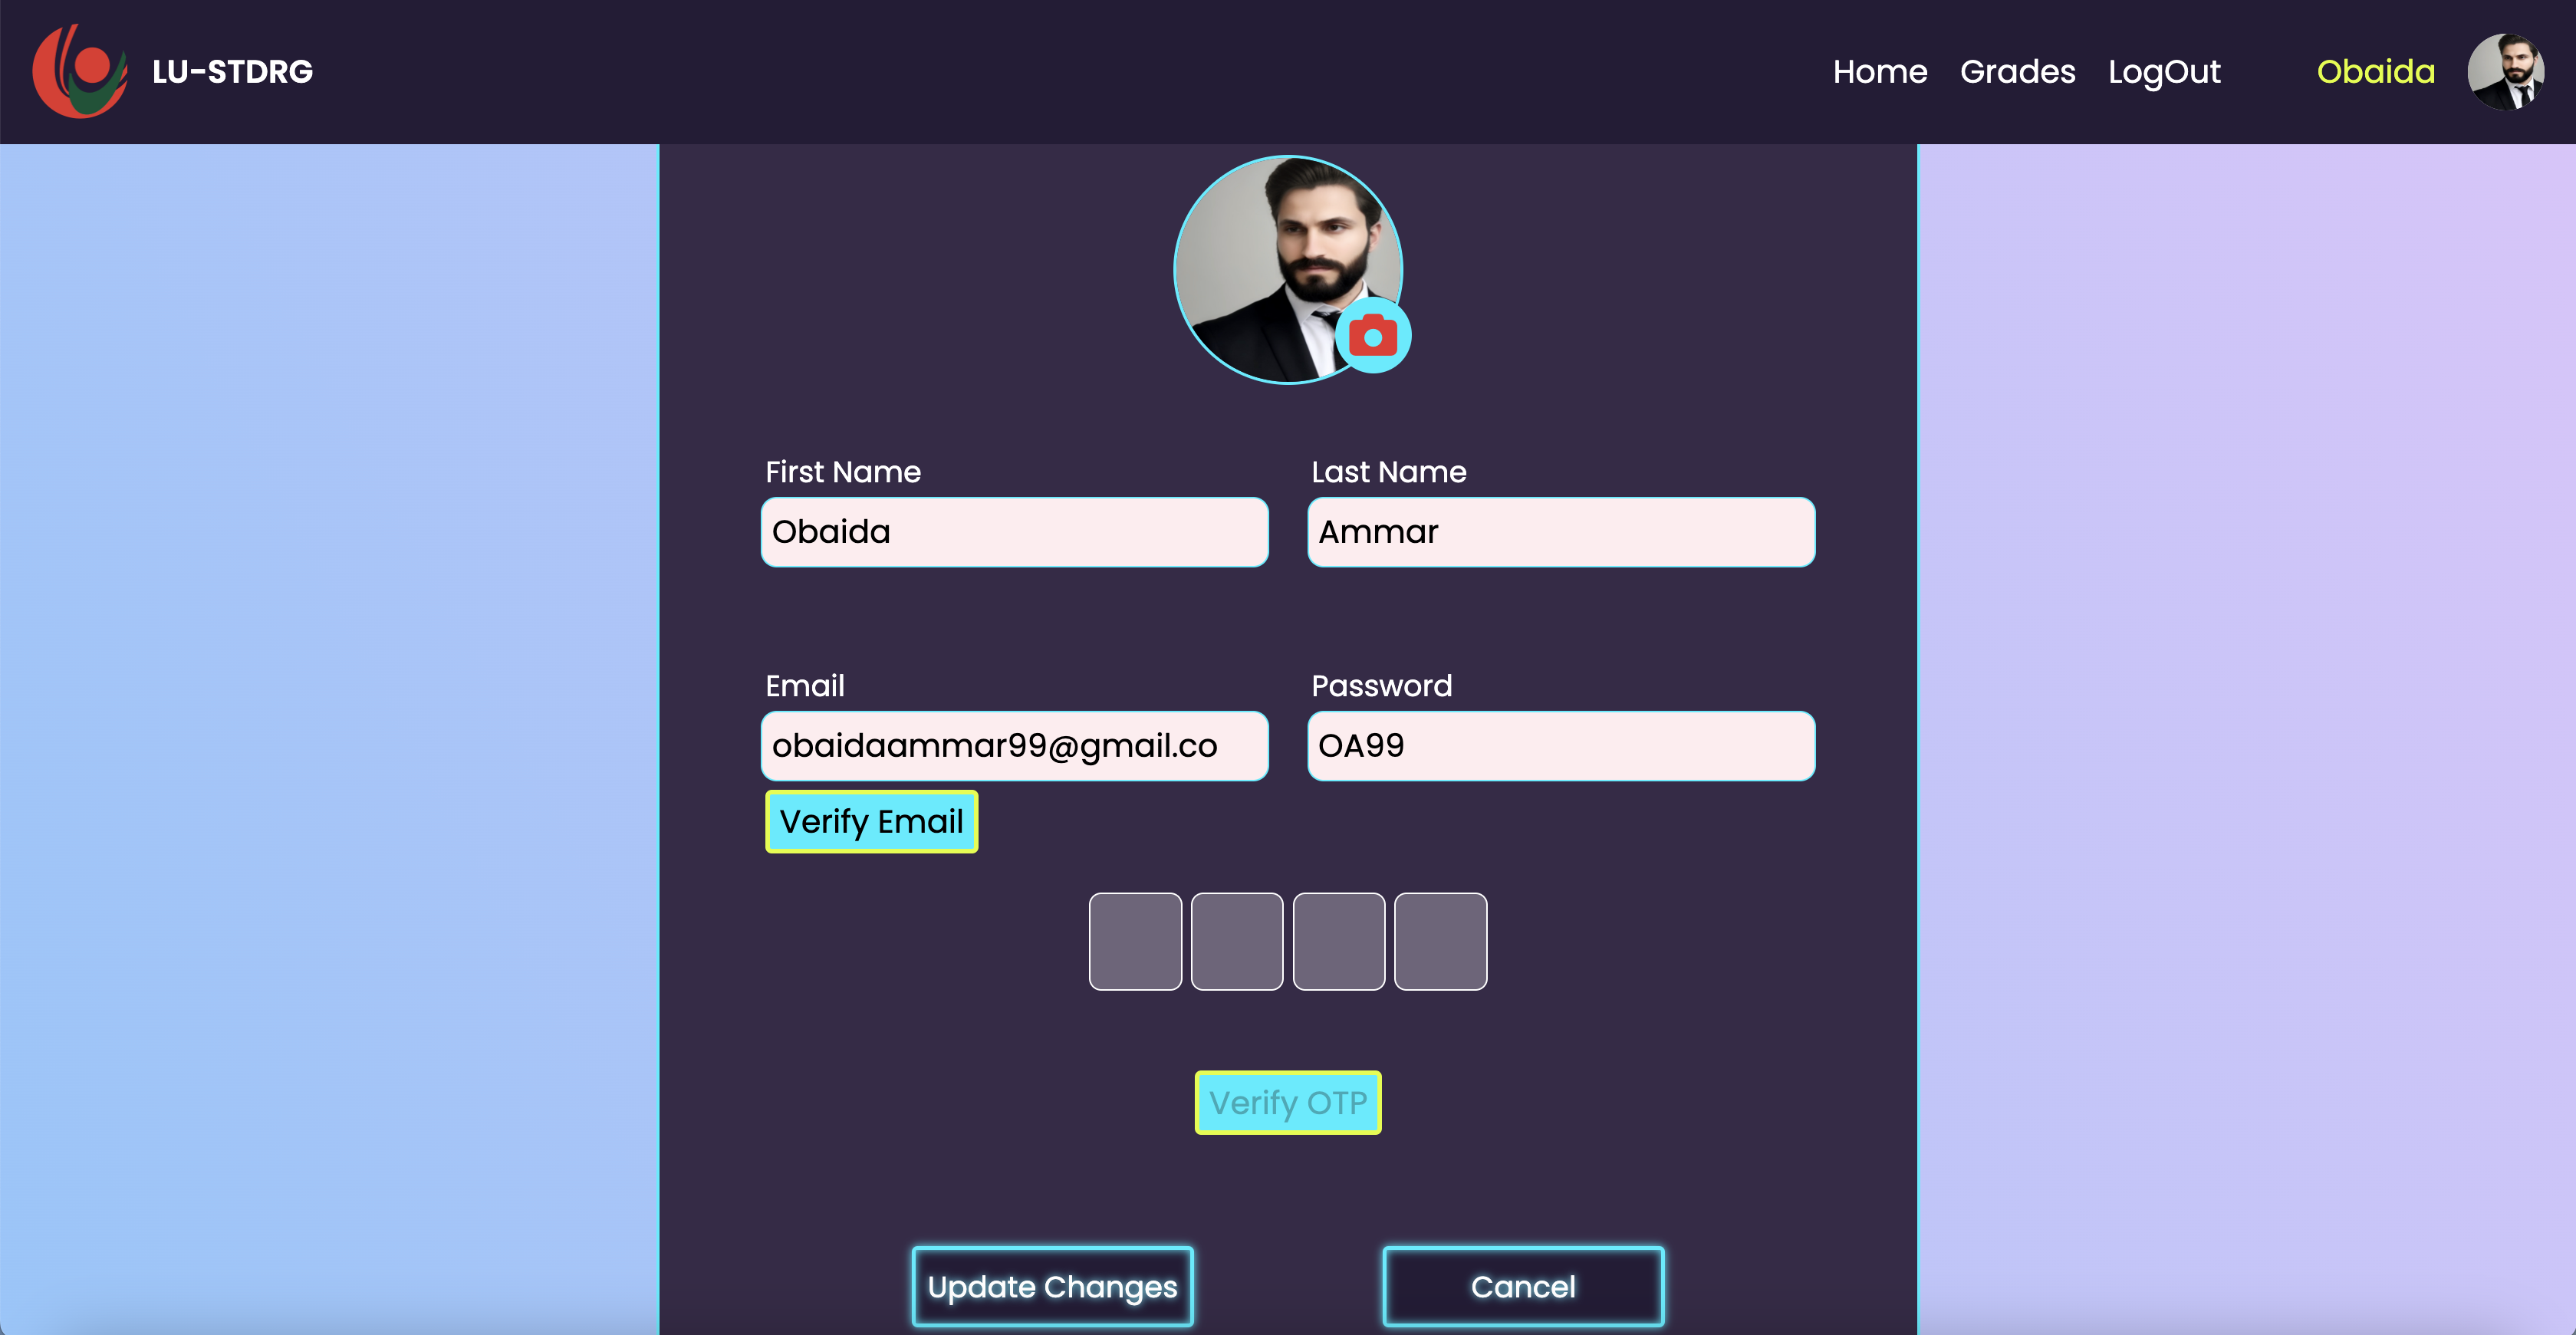 LU-STDRG
Home Grades LogOut Obaida
First Name Last Name
Obaida Ammar
Email Password
obaidaammar99@gmail.co OA99
Verify Email
Verify OTP
Update Changes Cancel